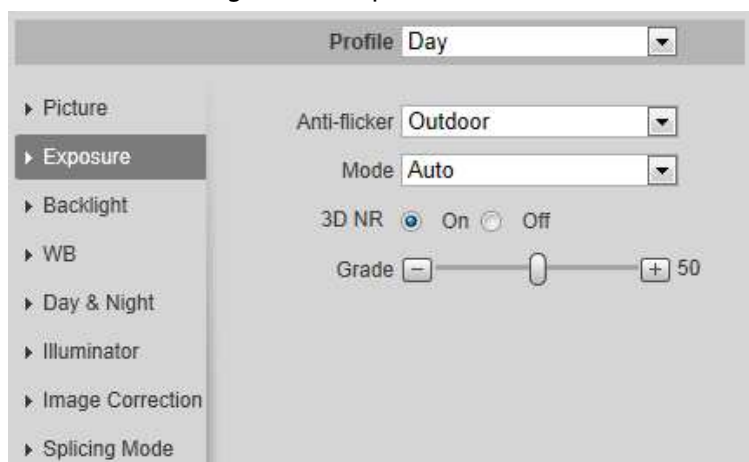 Profile Day
Picture
Exposure
Backlight
WB
Day & Night
Illuminator
Image Correction
Splicing Mode
Anti-flicker Outdoor
Mode Auto
3D NR On Off
Grade 50